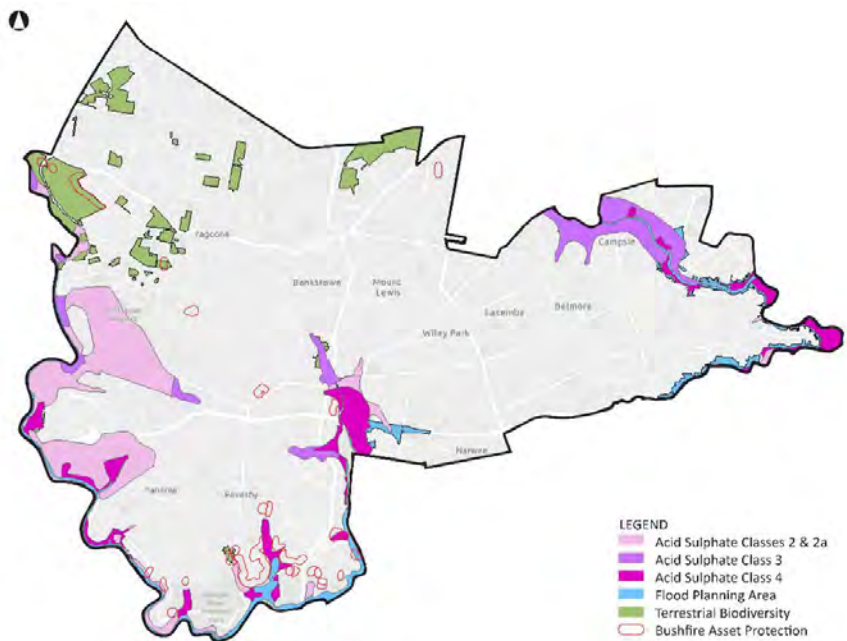 Campsie
Yagoona
Bankstown
Mount
Lewis
Lakemba
Belmore
Wiley Park
Narwee
Panania
Revesby
LEGEND
Acid Sulphate Classes 2 & 2a
Acid Sulphate Class 3
Acid Sulphate Class 4
Flood Planning Area
Terrestrial Biodiversity
Bushfire Asset Protection